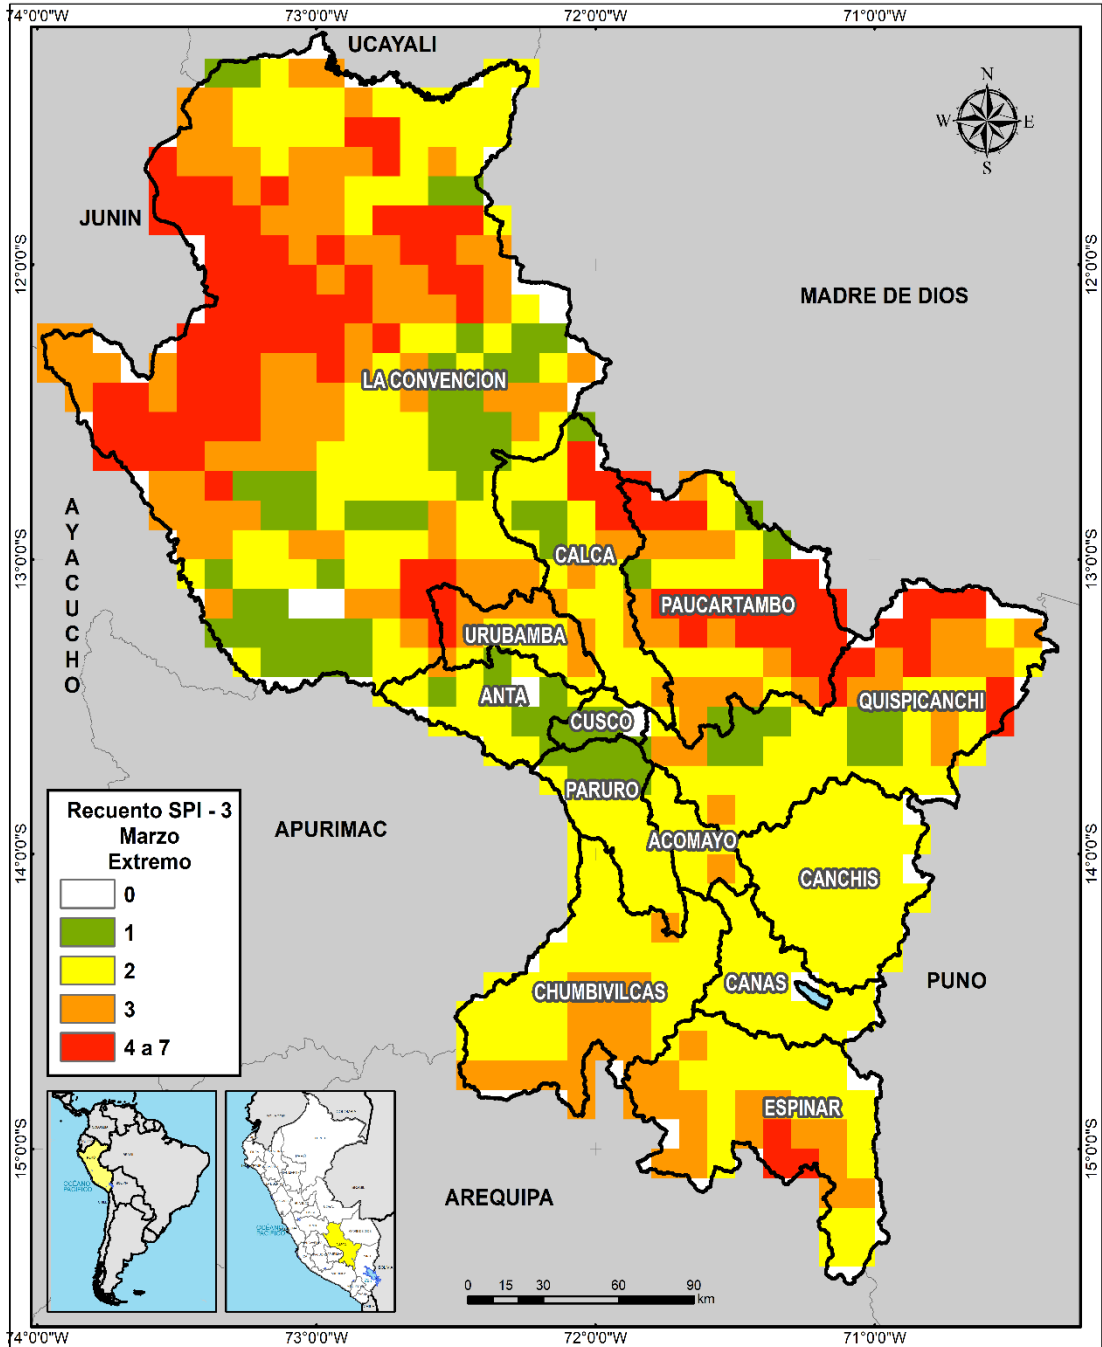 74°0'0"W
73°0'0"W
72°0'0"W
71°0'0"W
UCAYALI
N
W
E
S
JUNIN
12°0'0"S
12°0'0"S
MADRE DE DIOS
LA CONVENCION
A
Y
A
C
U
C
H
O
13°0'0"S
13°0'0"S
CALCA
PAUCARTAMBO
URUBAMBA
ANTA
QUISPICANCHI
CUSCO
PARURO
Recuento SPI - 3
Marzo
Extremo
0
1
2
3
4 a 7
APURIMAC
ACOMAYO
14°0'0"S
14°0'0"S
CANCHIS
CHUMBIVILCAS
CANAS
PUNO
ESPINAR
15°0'0"S
15°0'0"S
AREQUIPA
OCÉANO
PACIFICO
OCÉANO
PACIFICO
0
15
30
60
90
km
74°0'0"W
73°0'0"W
72°0'0"W
71°0'0"W